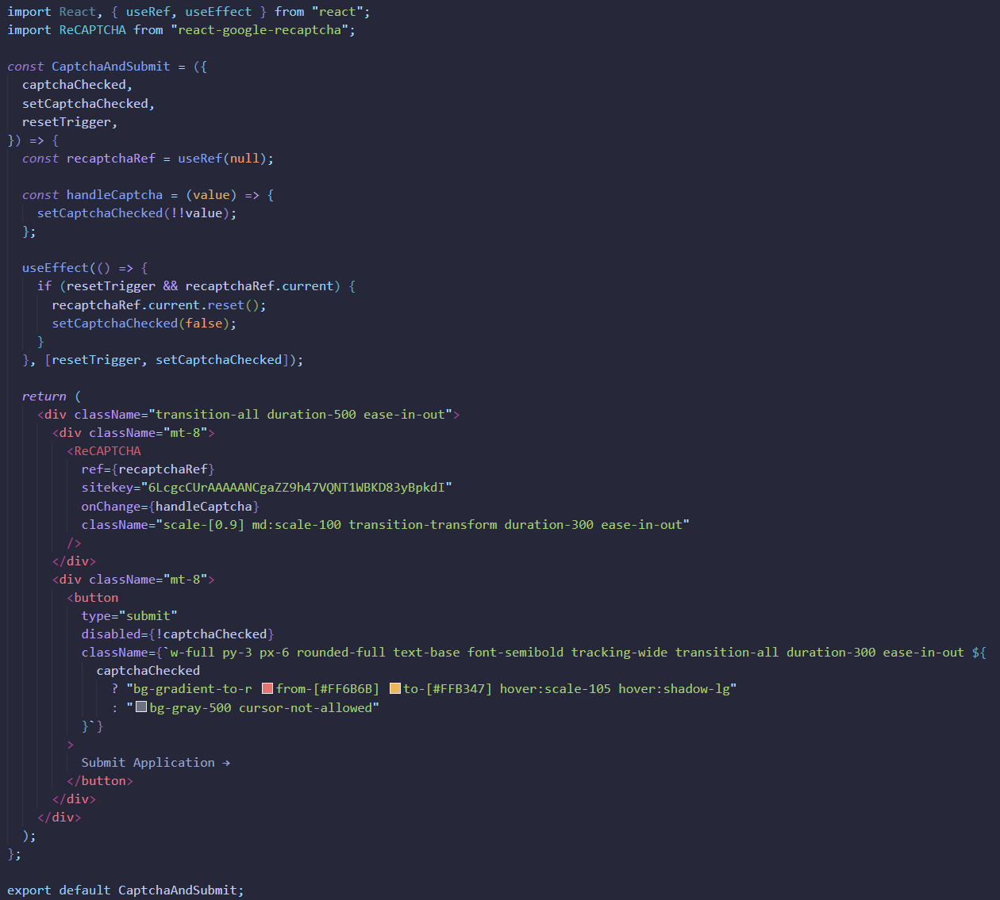 import React, { useRef, useEffect } from "react";
import ReCAPTCHA from "react-google-recaptcha";

const CaptchaAndSubmit = ({
  captchaChecked,
  setCaptchaChecked,
  resetTrigger,
}) => {
  const recaptchaRef = useRef(null);

  const handleCaptcha = (value) => {
    setCaptchaChecked(!!value);
  };

  useEffect(() => {
    if (resetTrigger && recaptchaRef.current) {
      recaptchaRef.current.reset();
      setCaptchaChecked(false);
    }
  }, [resetTrigger, setCaptchaChecked]);

  return (
    <div className="transition-all duration-500 ease-in-out">
      <div className="mt-8">
        <ReCAPTCHA
          ref={recaptchaRef}
          sitekey="6LcgcCUrAAAAANCgaZZ9h47VQNT1WBKD83yBpkdI"
          onChange={handleCaptcha}
          className="scale-[0.9] md:scale-100 transition-transform duration-300 ease-in-out"
        />
      </div>
      <div className="mt-8">
        <button
          type="submit"
          disabled={!captchaChecked}
          className={`w-full py-3 px-6 rounded-full text-base font-semibold tracking-wide transition-all duration-300 ease-in-out ${
            captchaChecked
              ? "bg-gradient-to-r from-[#FF6B6B] to-[#FFB347] hover:scale-105 hover:shadow-lg"
              : "bg-gray-500 cursor-not-allowed"
          }`}
        >
          Submit Application →
        </button>
      </div>
    </div>
  );
};

export default CaptchaAndSubmit;